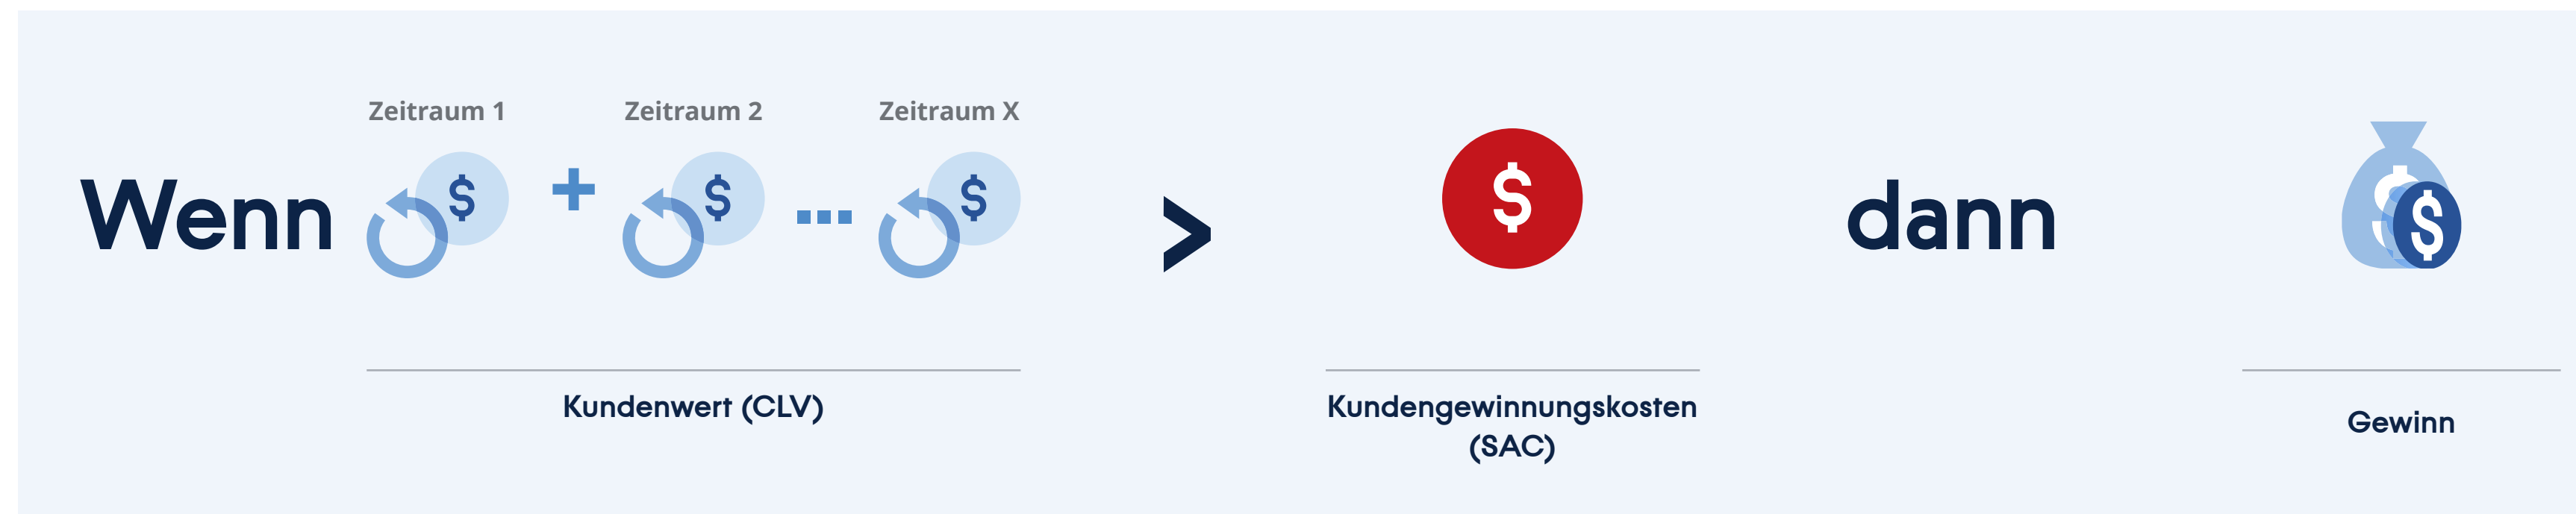 Zeitraum 1
Zeitraum 2
Zeitraum X
Wenn
$
+
$
...
$
>
$
dann
$
$
Kundenwert (CLV)
Kundengewinnungskosten
(SAC)
Gewinn